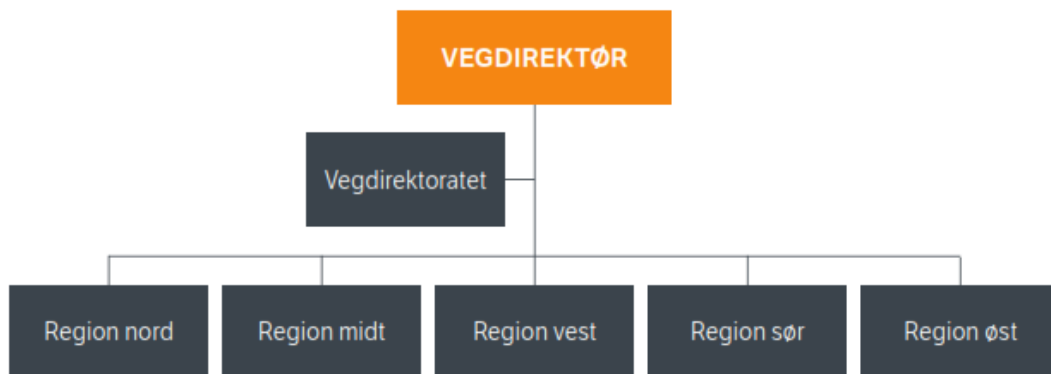 VEGDIREKTØR
Vegdirektoratet
Region nord
Region midt
Region vest
Region sør
Region øst